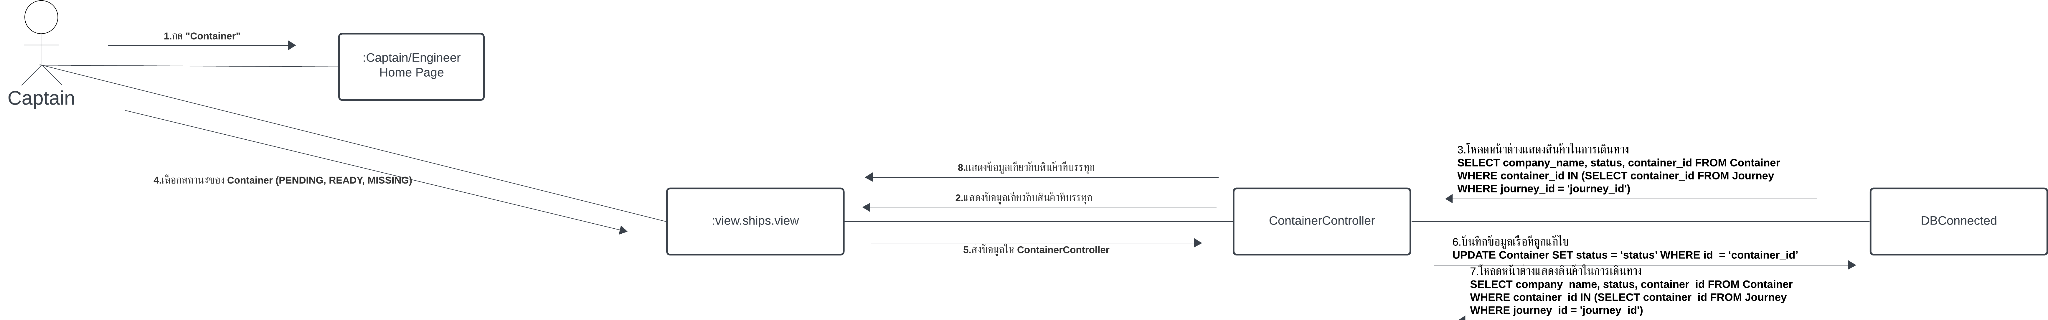 1.กด "Container"
:Captain/Engineer
Home Page
Captain
4.เลือกสถานะของ Container (PENDING, READY, MISSING)
:view.ships.view
8.แสดงข้อมูลเกี่ยวกับสินค้าที่บรรทุก
2.แสดงข้อมูลเกี่ยวกับสินค้าที่บรรทุก
5.ส่งข้อมูลให้ ContainerController
ContainerController
3.โหลดหน้าต่างแสดงสินค้าในการเดินทาง
SELECT company_name, status, container_id FROM Container
WHERE container_id IN (SELECT container_id FROM Journey
WHERE journey_id = 'journey_id')
DBConnected
6.บันทึกข้อมูลเรือที่ถูกแก้ไข
UPDATE Container SET status = 'status' WHERE id = 'container_id'
7.โหลดหน้าต่างแสดงสินค้าในการเดินทาง
SELECT company_name, status, container_id FROM Container
WHERE container_id IN (SELECT container_id FROM Journey
WHERE journey_id = 'journey_id')